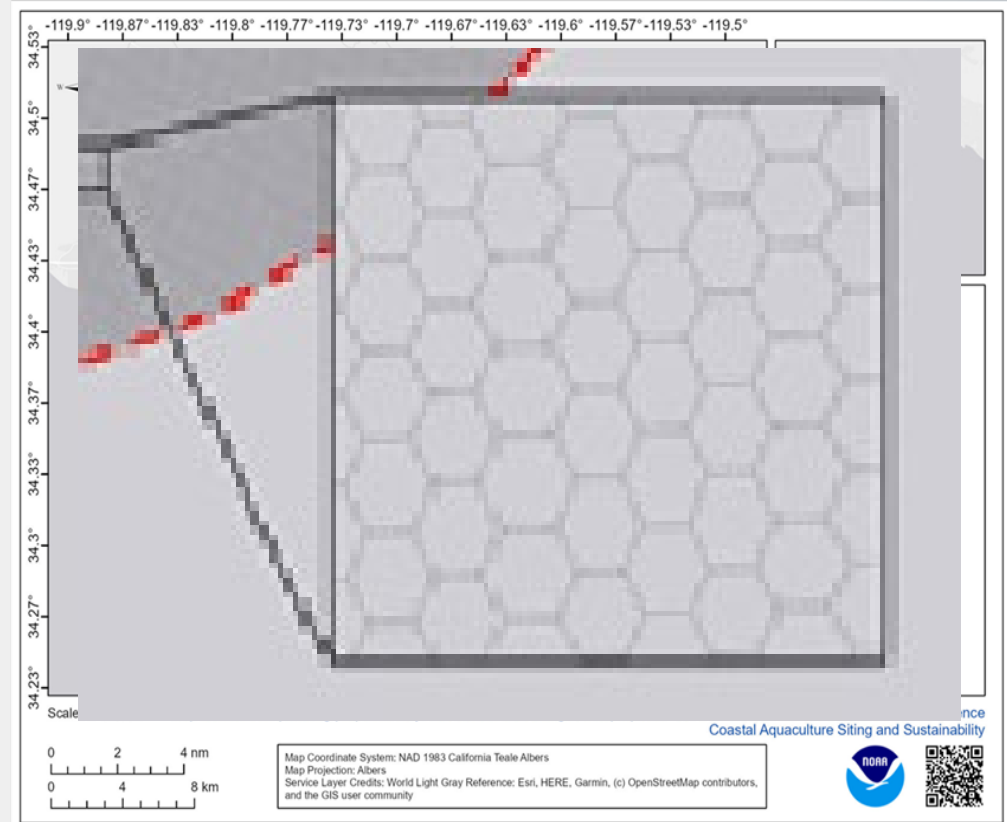 -119.9° -119.87° -119.83° -119.8° -119.77° -119.73° -119.7° -119.67° -119.63° -119.6° -119.57° -119.53° -119.5°
34.53°
34.5°
34.47°
34.43°
34.4°
34.37°
34.33°
34.3°
34.27°
34.23°
W
Scale
ence
Coastal Aquaculture Siting and Sustainability
0 2 4 nm
0 4 8 km
Map Coordinate System: NAD 1983 California Teale Albers
Map Projection: Albers
Service Layer Credits: World Light Gray Reference: Esri, HERE, Garmin, (c) OpenStreetMap contributors,
and the GIS user community
NOAA